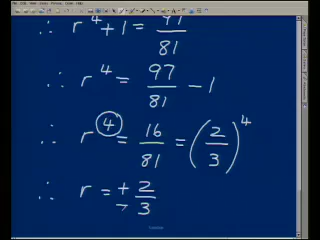 ∴ r⁴ + 1 = 97/81
∴ r⁴ = 97/81 − 1
∴ r⁴ = 16/81 = (2/3)⁴
∴ r = ± 2/3